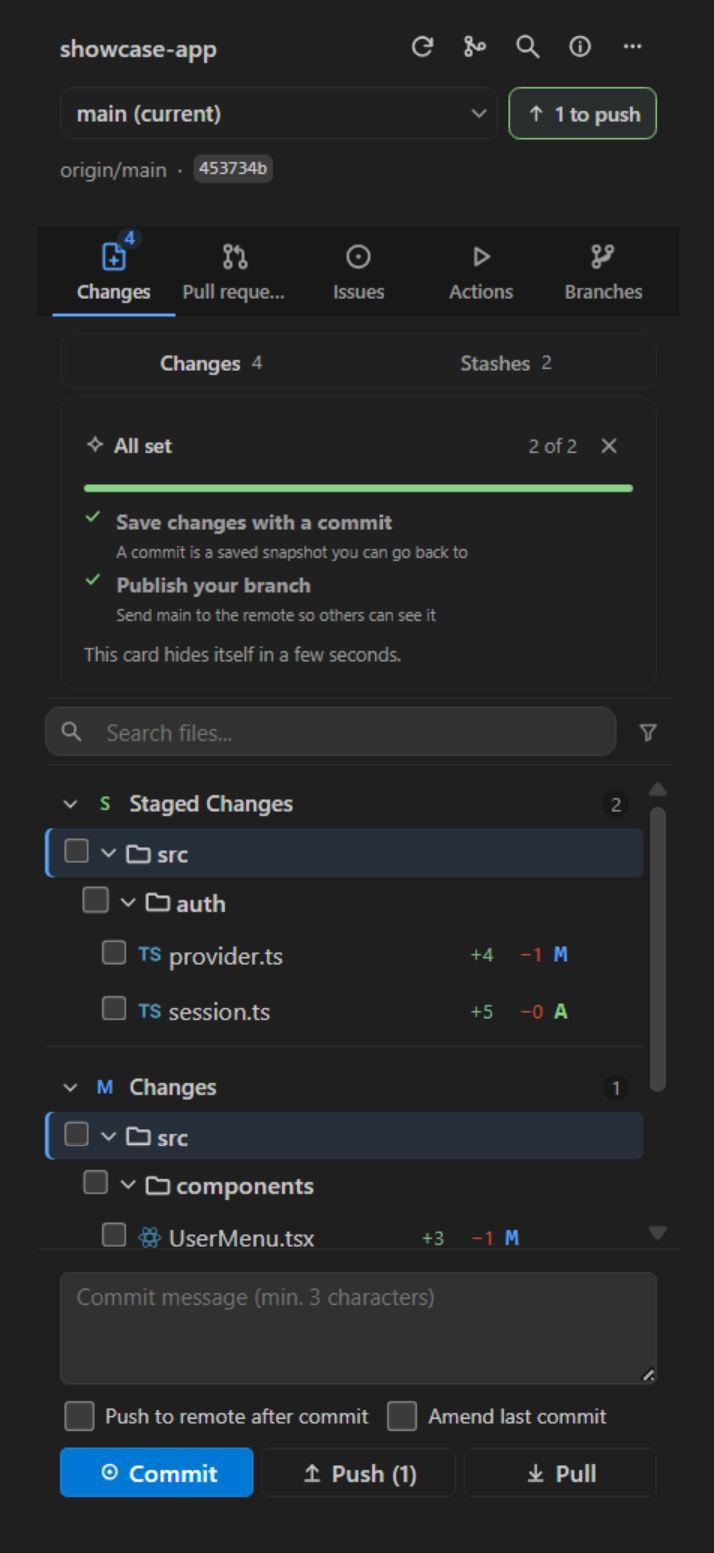 showcase-app
main (current)
↑ 1 to push
origin/main · 453734b
4
Changes
Pull reque...
Issues
Actions
Branches
Changes 4
Stashes 2
All set
2 of 2
Save changes with a commit
A commit is a saved snapshot you can go back to
Publish your branch
Send main to the remote so others can see it
This card hides itself in a few seconds.
Search files...
S Staged Changes 2
src
auth
TS provider.ts +4 −1 M
TS session.ts +5 −0 A
M Changes 1
src
components
UserMenu.tsx +3 −1 M
Commit message (min. 3 characters)
Push to remote after commit
Amend last commit
Commit
Push (1)
Pull